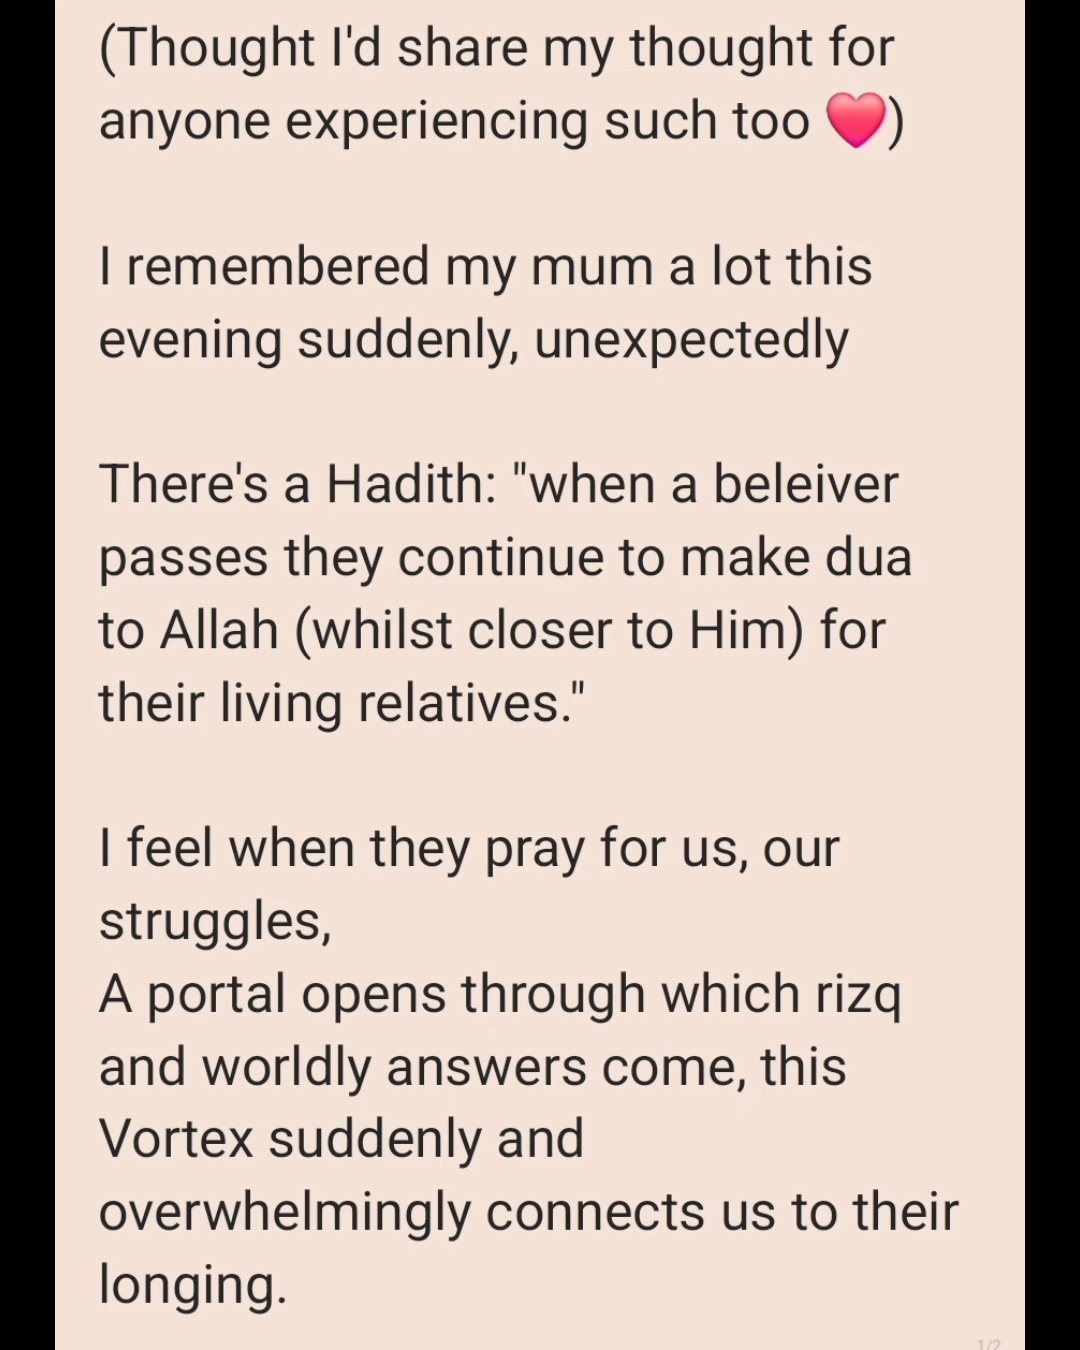 (Thought I'd share my thought for
anyone experiencing such too ❤️)
I remembered my mum a lot this
evening suddenly, unexpectedly
There's a Hadith: "when a beleiver
passes they continue to make dua
to Allah (whilst closer to Him) for
their living relatives."
I feel when they pray for us, our
struggles,
A portal opens through which rizq
and worldly answers come, this
Vortex suddenly and
overwhelmingly connects us to their
longing.
1/2